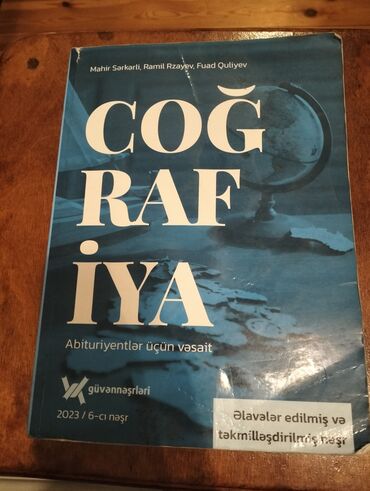 Mahir Sərkərli, Ramil Rzayev, Fuad Quliyev
COĞ
RAF
İYA
Abituriyentlər üçün vəsait
güvənnəşrləri
2023 / 6-cı nəşr
Əlavələr edilmiş və
təkmilləşdirilmiş nəşr